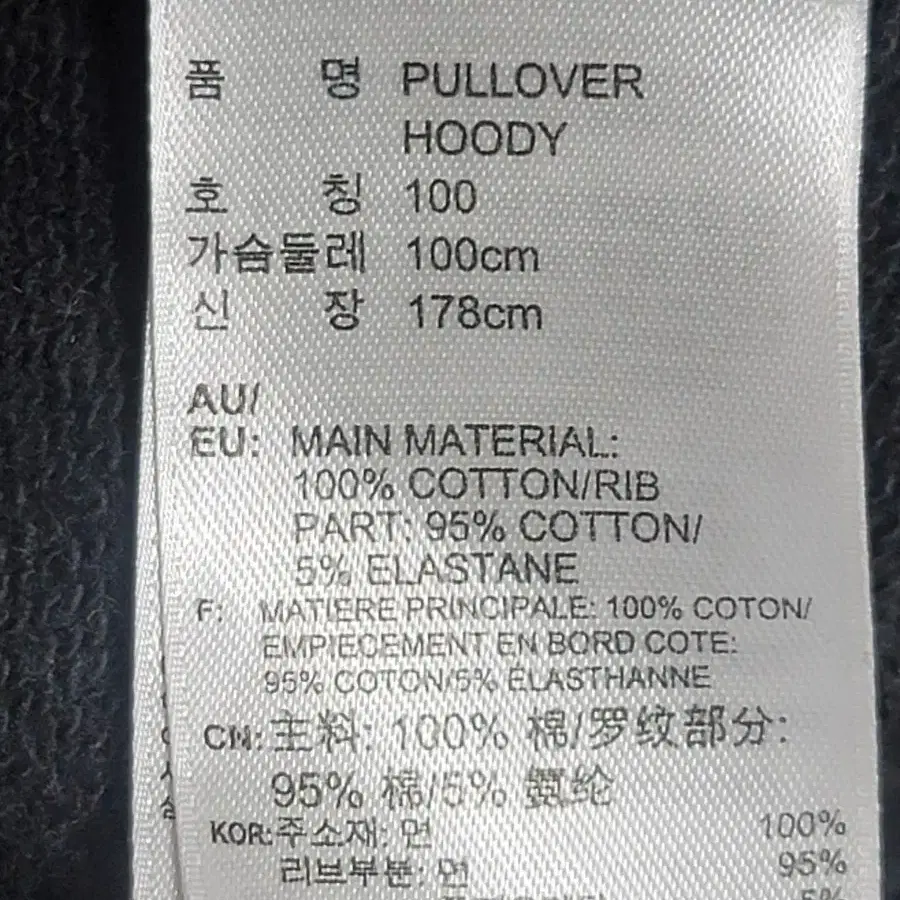 품 명 PULLOVER
HOODY
호 칭 100
가슴둘레 100cm
신 장 178cm
AU/
EU: MAIN MATERIAL:
100% COTTON/RIB
PART: 95% COTTON/
5% ELASTANE
F: MATIERE PRINCIPALE: 100% COTON/
EMPIECEMENT EN BORD COTE:
95% COTON/5% ELASTHANNE
CN: 主料: 100% 棉/罗纹部分:
95% 棉/5% 氨纶
KOR: 주소재: 면 100%
리브부분: 면 95%
5%